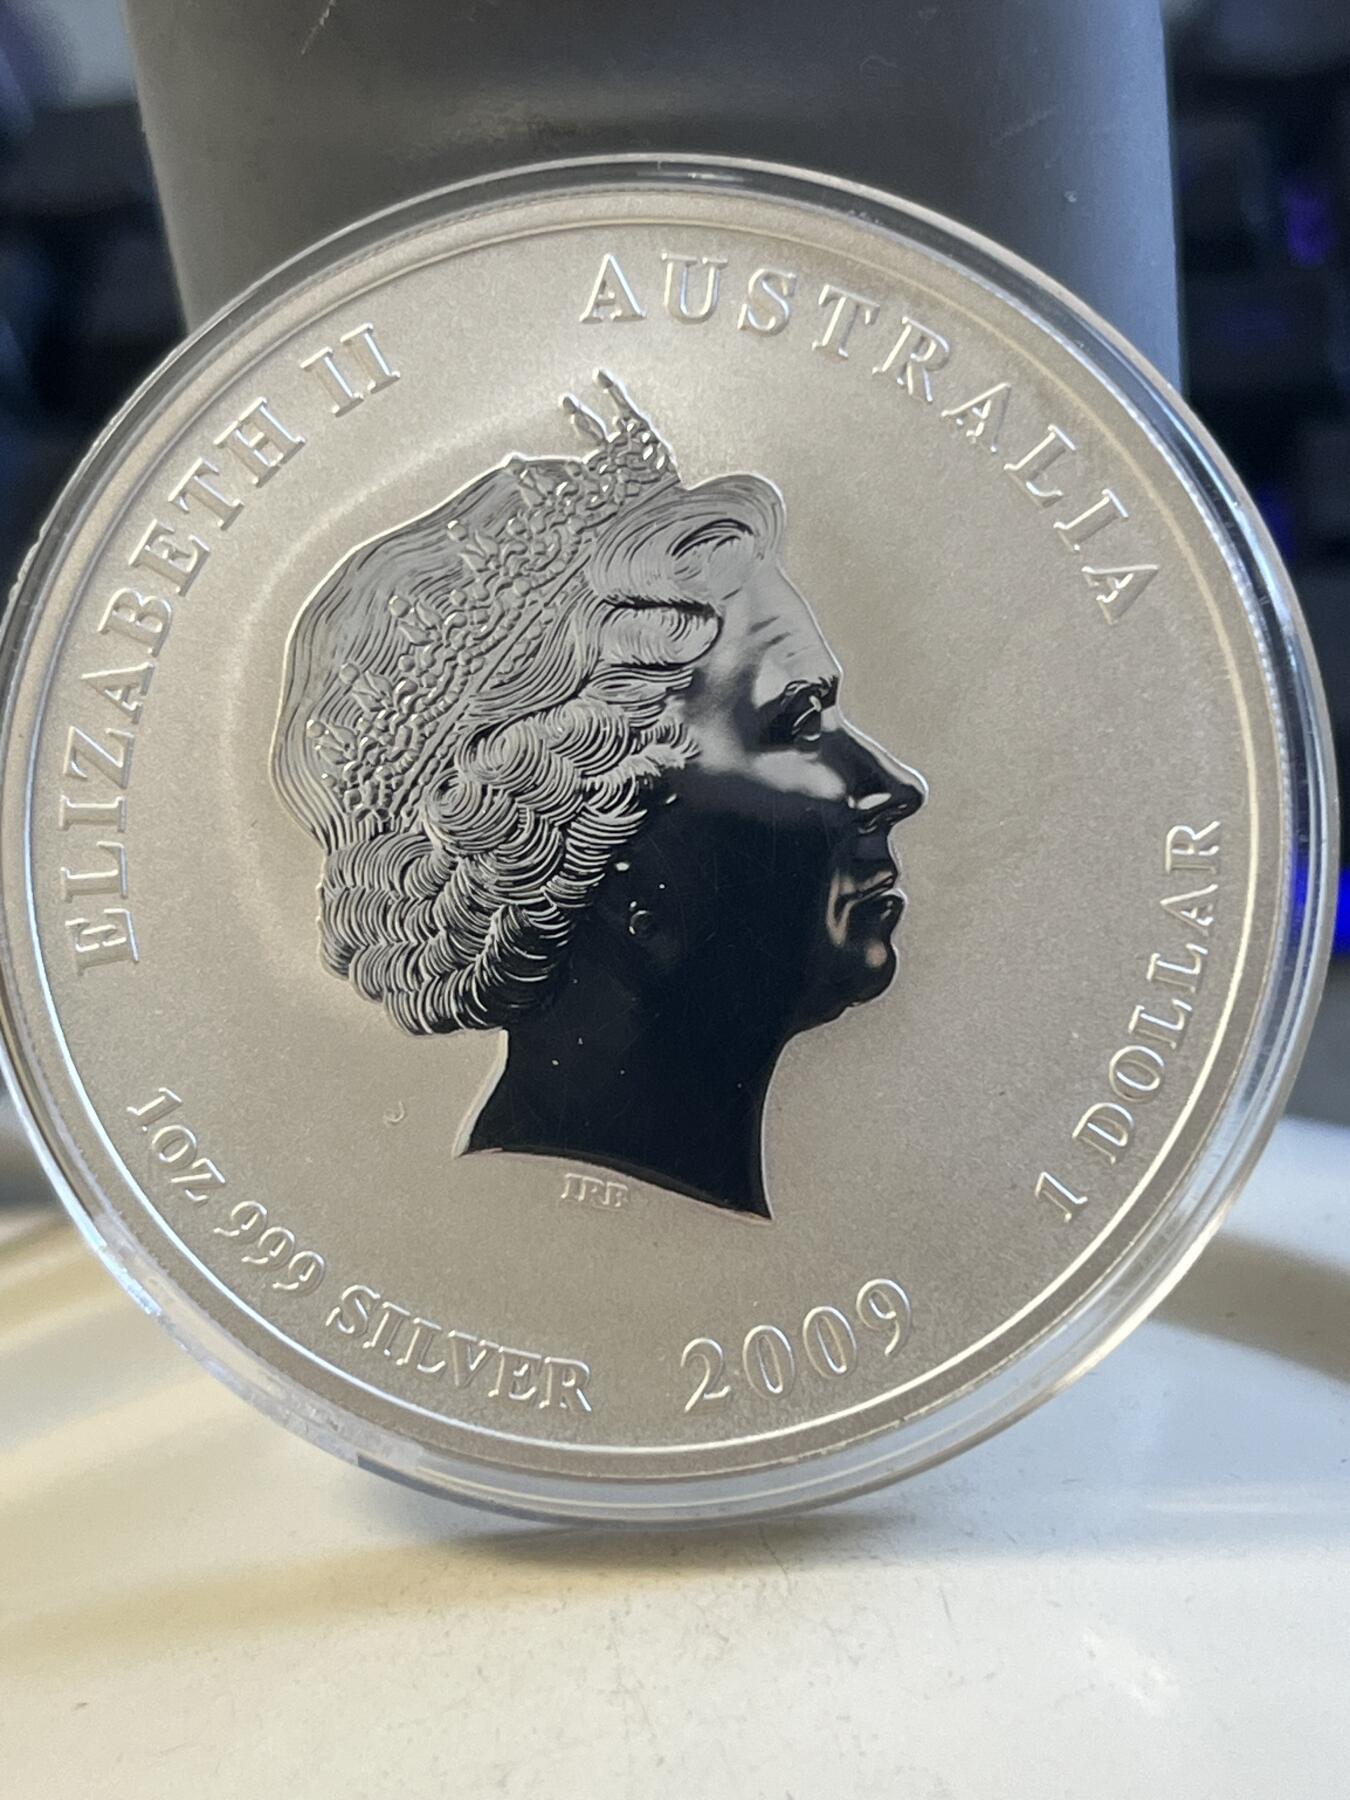 ELIZABETH II
AUSTRALIA
1 DOLLAR
2009
1OZ 999 SILVER
IRB